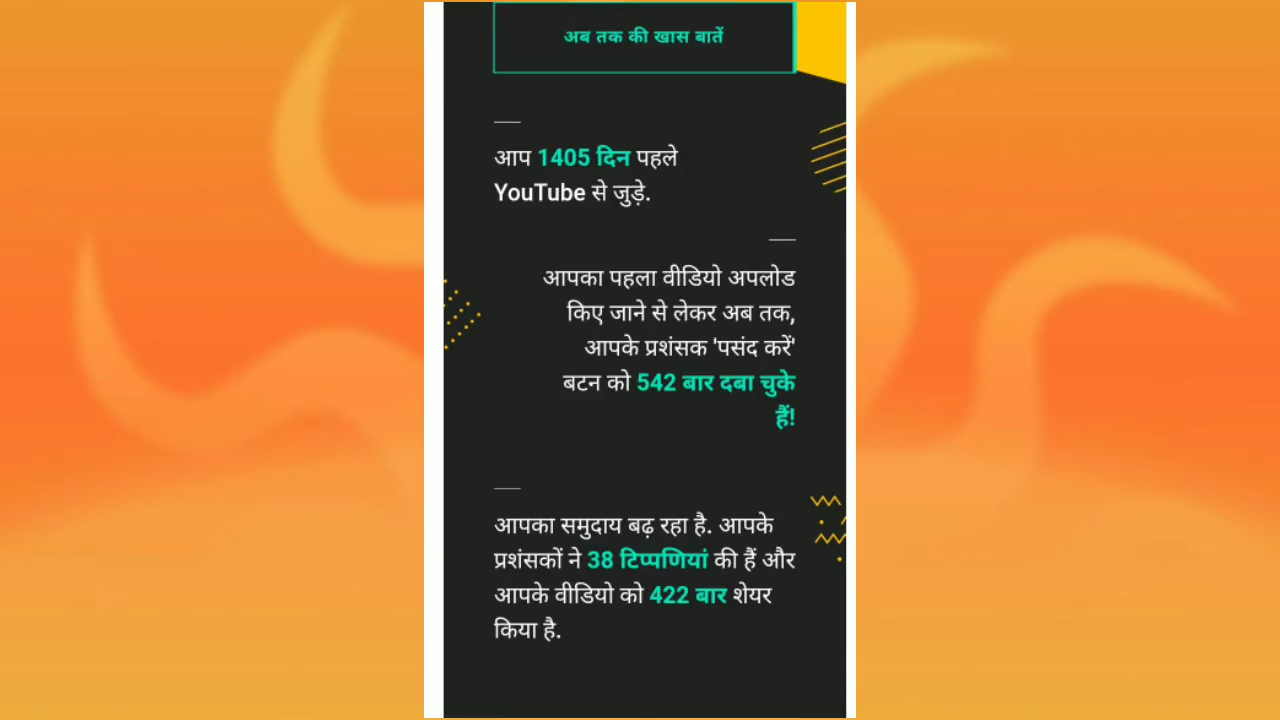 अब तक की खास बातें
आप 1405 दिन पहले
YouTube से जुड़े.
आपका पहला वीडियो अपलोड
किए जाने से लेकर अब तक,
आपके प्रशंसक 'पसंद करें'
बटन को 542 बार दबा चुके
हैं!
आपका समुदाय बढ़ रहा है. आपके
प्रशंसकों ने 38 टिप्पणियां की हैं और
आपके वीडियो को 422 बार शेयर
किया है.